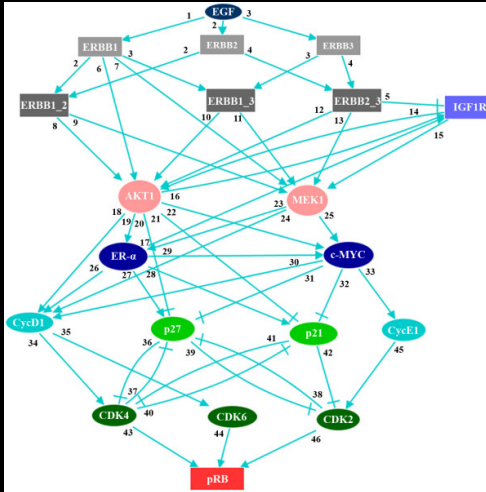 EGF
1 2 3
ERBB1 ERBB2 ERBB3
2 6 7 3 2 4 3 4
ERBB1_2 ERBB1_3 ERBB2_3 5 IGF1R
8 9 10 11 12 13 14 15
AKT1 16 MEK1
18 19 20 21 22 17 23 24 25
ER-α 29 c-MYC
26 27 28 30 31 32 33
CycD1 p27 p21 CycE1
34 35 36 39 41 42 45
37 40 38
CDK4 CDK6 CDK2
43 44 46
pRB